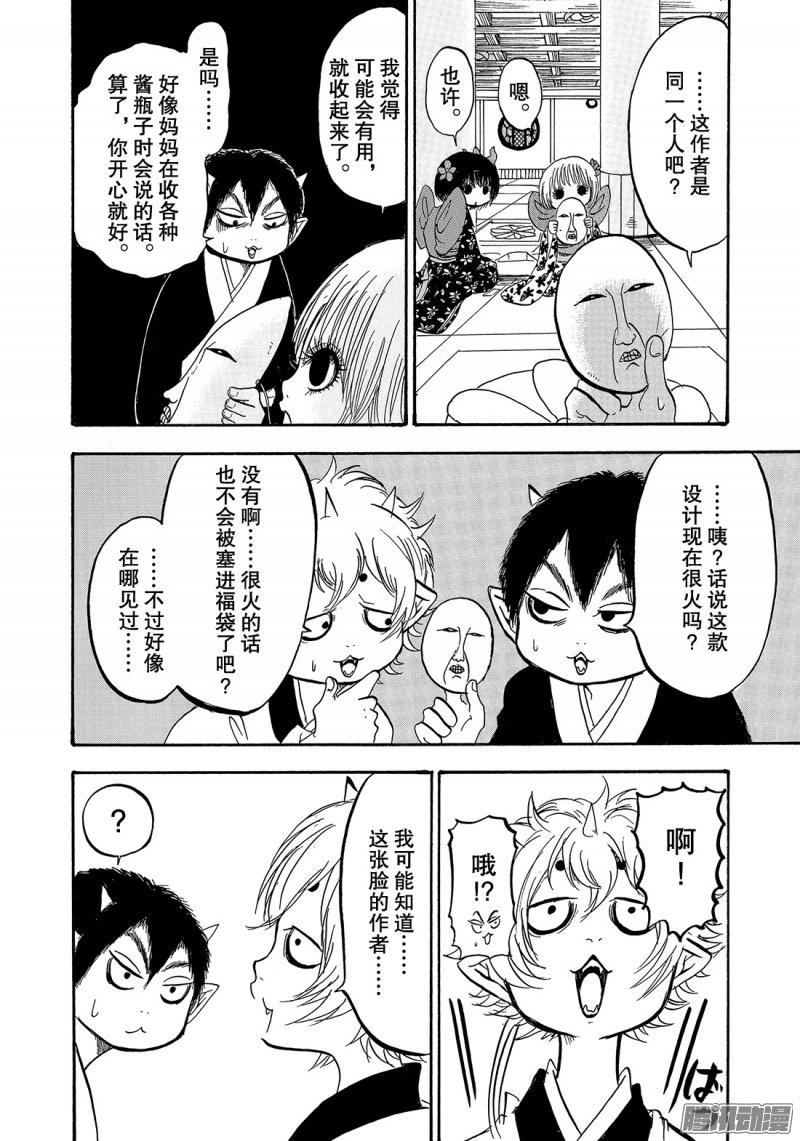 ……这作者是
同一个人吧？
嗯。
也许。
我觉得
可能会有用，
就收起来了。
是吗……
好像妈妈在收各种
酱瓶子时会说的话。
算了，你开心就好。
……咦？话说这款
设计现在很火吗？
没有啊……很火的话
也不会被塞进福袋了吧？
……不过好像
在哪见过……
啊！
哦!?
ばっ
我可能知道……
这张脸的作者……
？
腾讯动漫